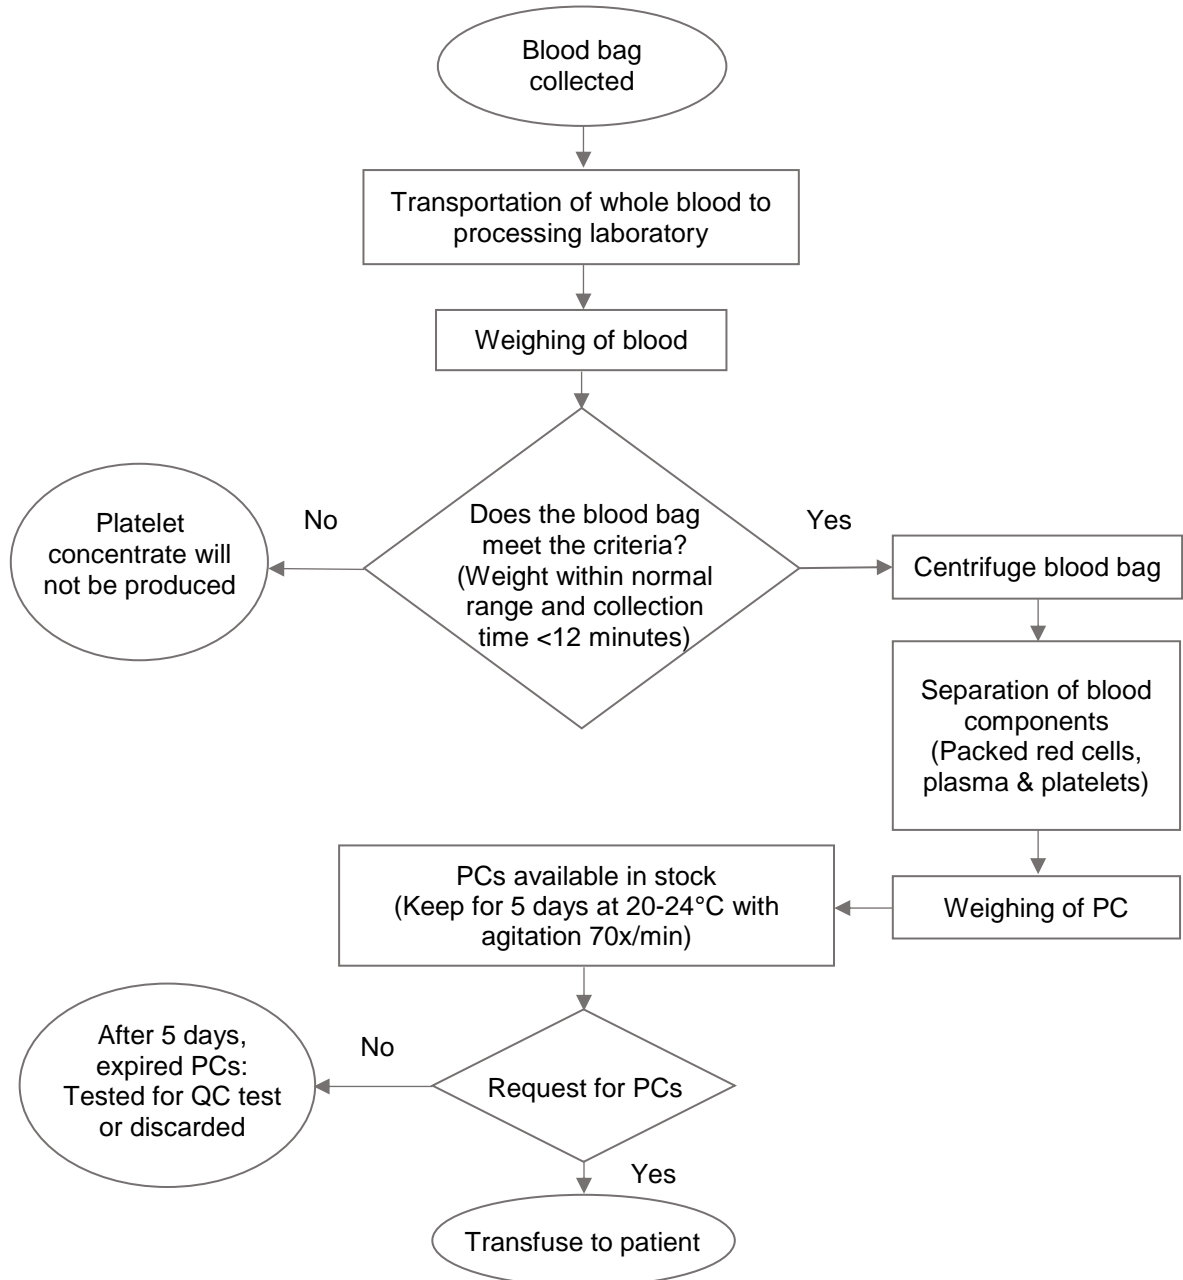 Blood bag
collected
Transportation of whole blood to
processing laboratory
Weighing of blood
Does the blood bag
meet the criteria?
(Weight within normal
range and collection
time <12 minutes)
No
Platelet
concentrate will
not be produced
Yes
Centrifuge blood bag
Separation of blood
components
(Packed red cells,
plasma & platelets)
Weighing of PC
PCs available in stock
(Keep for 5 days at 20-24°C with
agitation 70x/min)
Request for PCs
No
After 5 days,
expired PCs:
Tested for QC test
or discarded
Yes
Transfuse to patient